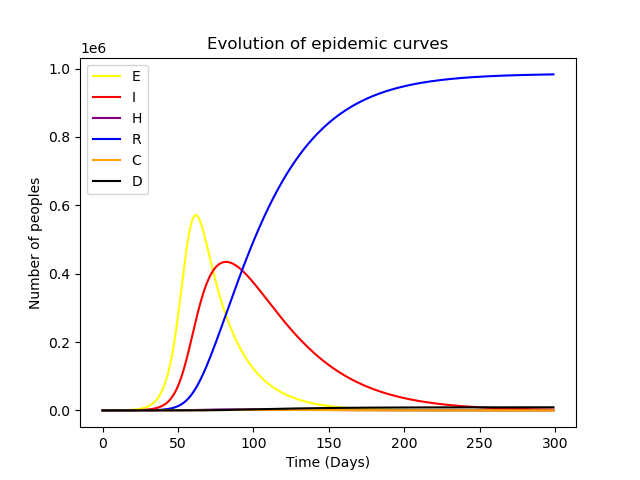 Evolution of epidemic curves
1e6
1.0
0.8
0.6
0.4
0.2
0.0
Number of peoples
E
I
H
R
C
D
0 50 100 150 200 250 300
Time (Days)